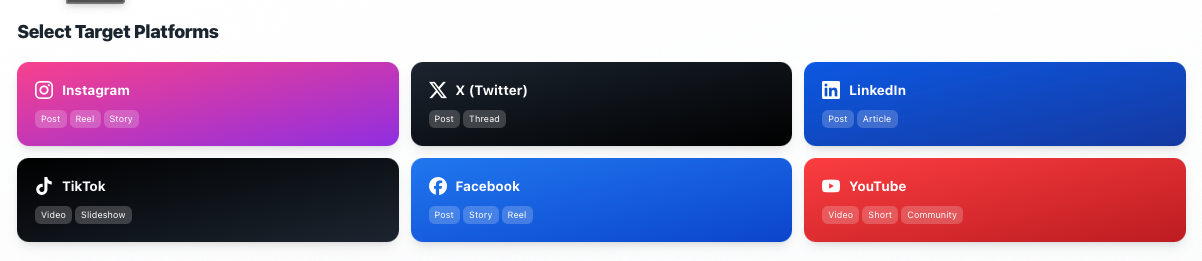 Select Target Platforms
Instagram
Post Reel Story
X (Twitter)
Post Thread
LinkedIn
Post Article
TikTok
Video Slideshow
Facebook
Post Story Reel
YouTube
Video Short Community